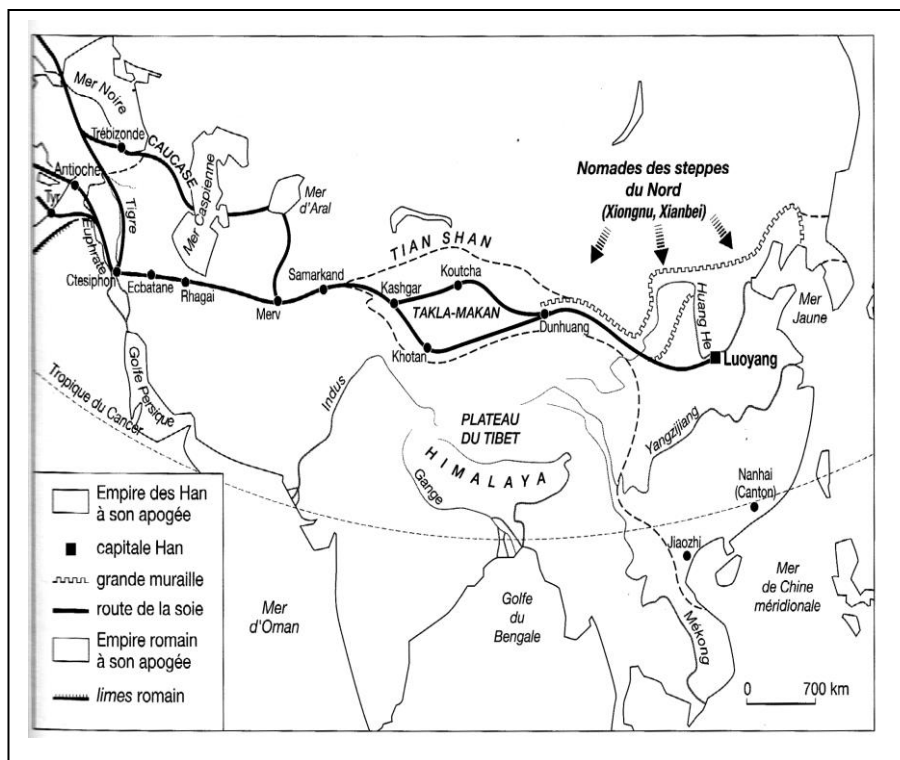 Mer Noire
Trébizonde
CAUCASE
Antioche
Tyr
Tigre
Euphrate
Mer Caspienne
Mer
d'Aral
Ctesiphon
Ecbatane
Rhagai
Merv
Samarkand
TIAN SHAN
Kashgar
Koutcha
TAKLA-MAKAN
Khotan
Dunhuang
Nomades des steppes
du Nord
(Xiongnu, Xianbei)
Huang He
Mer
Jaune
Luoyang
Golfe Persique
Tropique du Cancer
Indus
PLATEAU
DU TIBET
HIMALAYA
Gange
Yangzijiang
Nanhai
(Canton)
Jiaozhi
Mer
de Chine
méridionale
Mékong
Mer
d'Oman
Golfe
du
Bengale
0 700 km
Empire des Han
à son apogée
capitale Han
grande muraille
route de la soie
Empire romain
à son apogée
limes romain